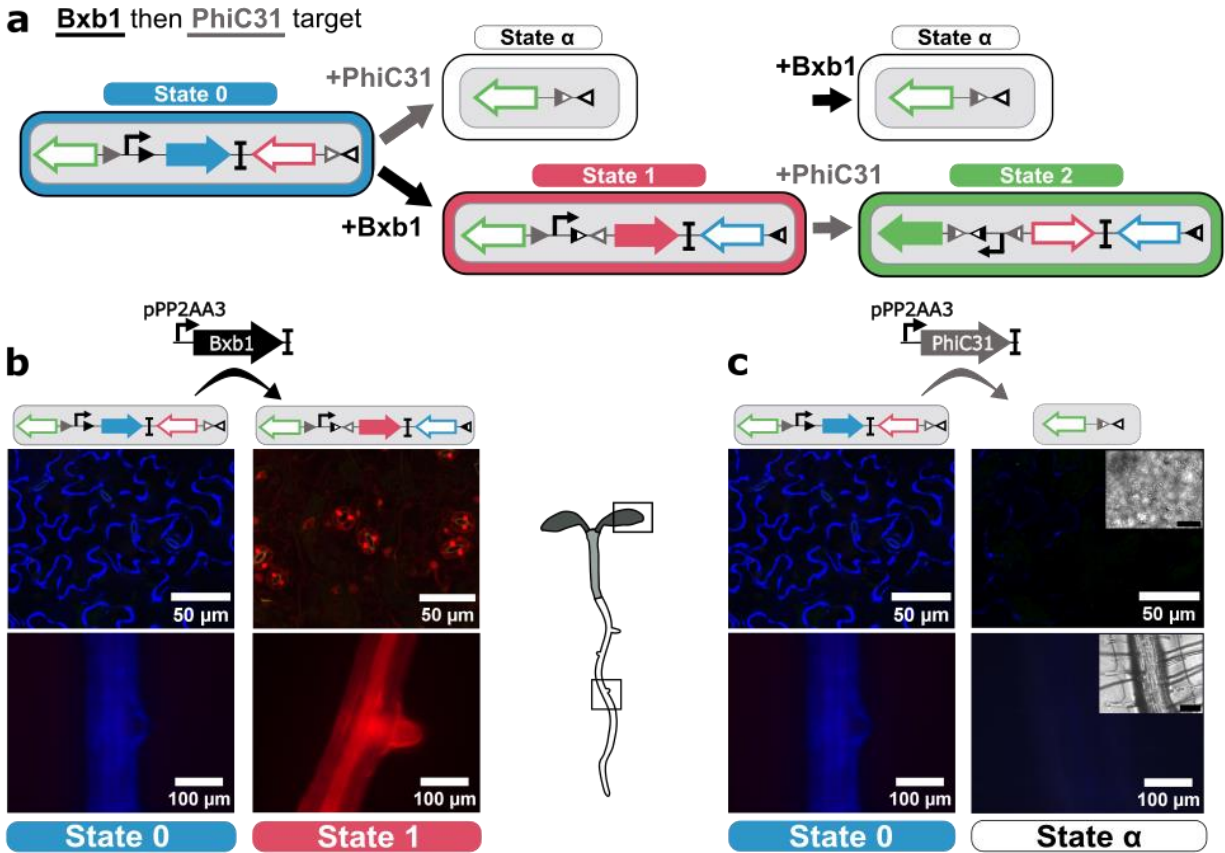 a Bxb1 then PhiC31 target
State 0
State α
State α
+PhiC31
+Bxb1
+Bxb1
State 1
+PhiC31
State 2
pPP2AA3
Bxb1
pPP2AA3
PhiC31
b
c
50 µm
50 µm
50 µm
50 µm
100 µm
100 µm
100 µm
100 µm
State 0
State 1
State 0
State α